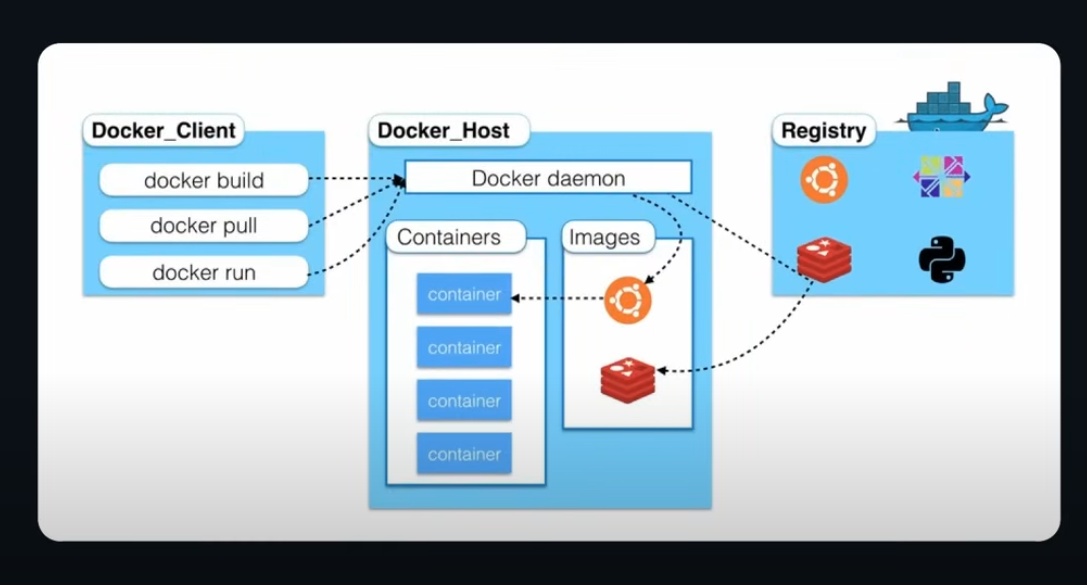 Docker_Client
docker build
docker pull
docker run
Docker_Host
Docker daemon
Containers
container
container
container
container
Images
Registry